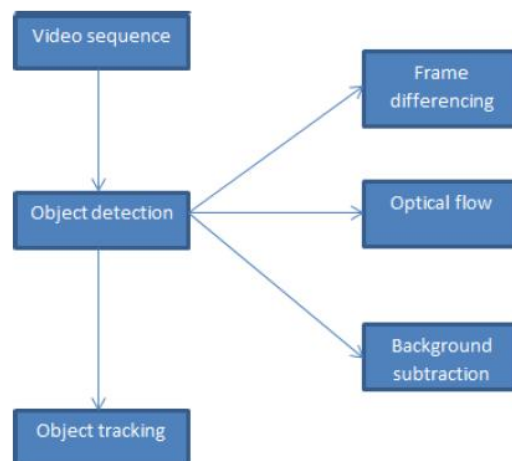 Video sequence
Frame
differencing
Object detection
Optical flow
Background
subtraction
Object tracking